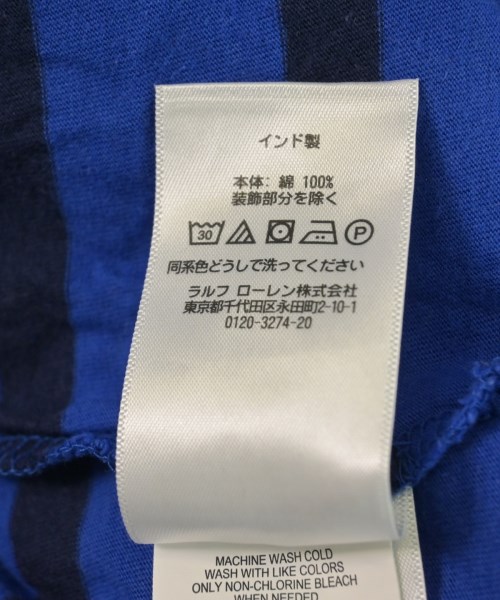 インド製
本体: 綿 100%
装飾部分を除く
30 P
同系色どうしで洗ってください
ラルフ ローレン株式会社
東京都千代田区永田町2-10-1
0120-3274-20
MACHINE WASH COLD
WASH WITH LIKE COLORS
ONLY NON-CHLORINE BLEACH
WHEN NEEDED